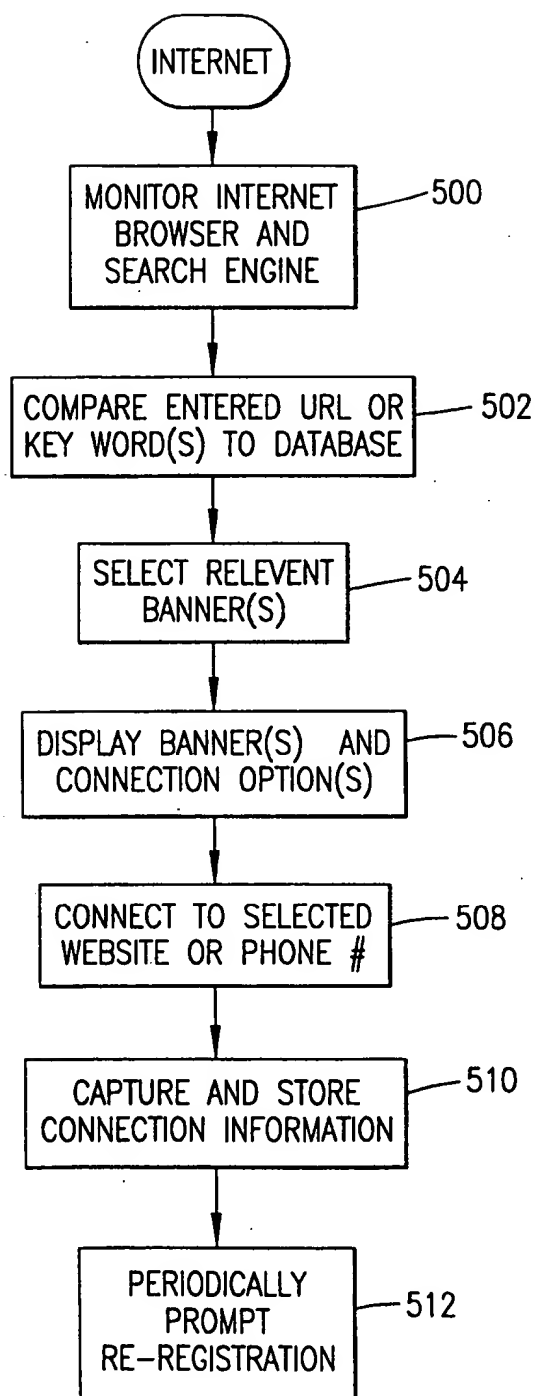 INTERNET
MONITOR INTERNET
BROWSER AND
SEARCH ENGINE
500
COMPARE ENTERED URL OR
KEY WORD(S) TO DATABASE
502
SELECT RELEVENT
BANNER(S)
504
DISPLAY BANNER(S) AND
CONNECTION OPTION(S)
506
CONNECT TO SELECTED
WEBSITE OR PHONE #
508
CAPTURE AND STORE
CONNECTION INFORMATION
510
PERIODICALLY
PROMPT
RE-REGISTRATION
512